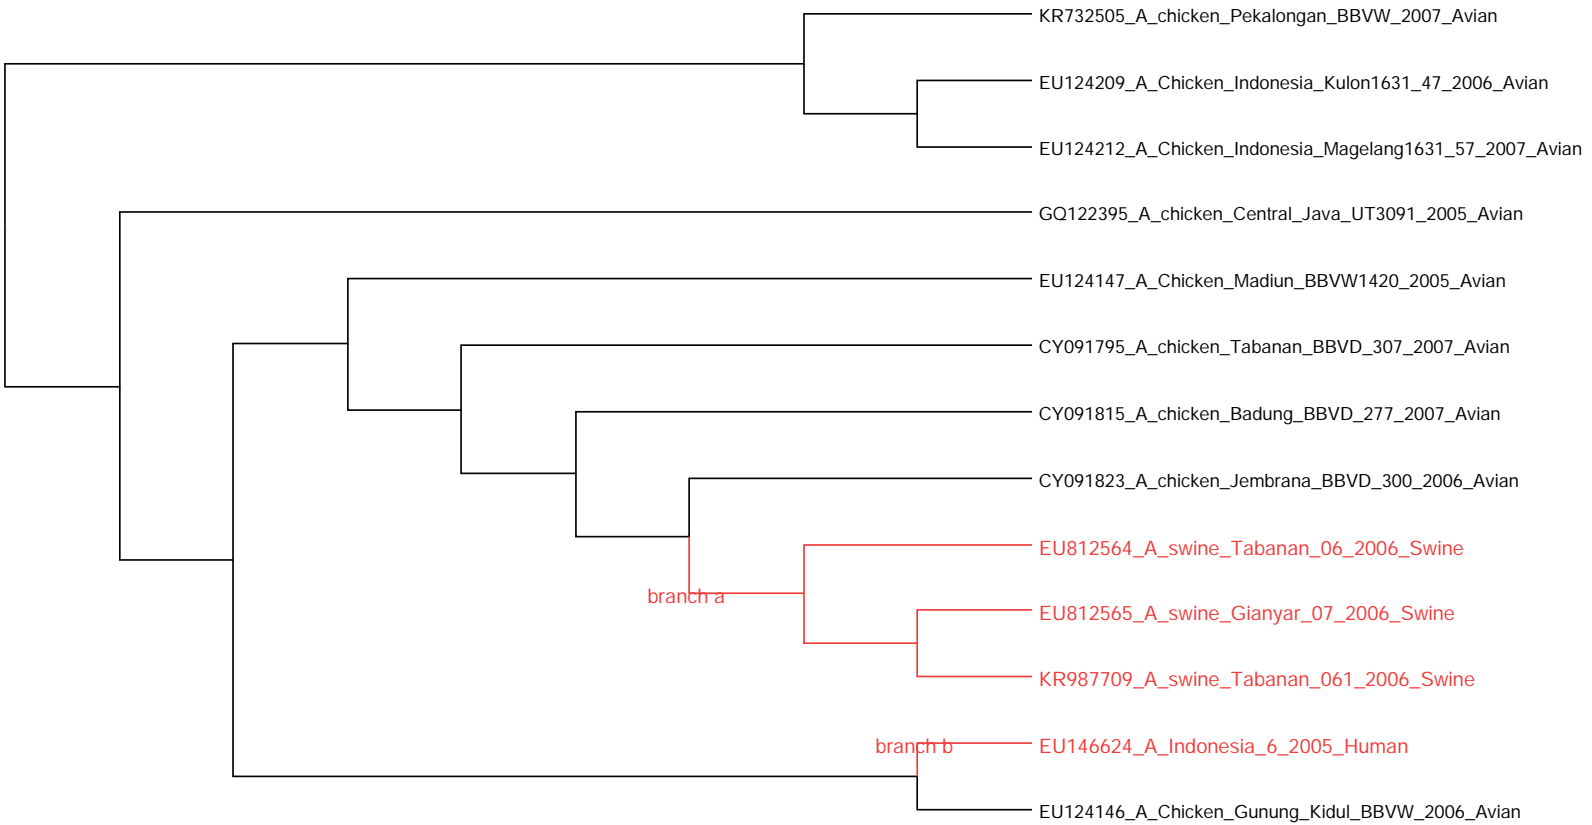 KR732505_A_chicken_Pekalongan_BBVW_2007_Avian
EU124209_A_Chicken_Indonesia_Kulon1631_47_2006_Avian
EU124212_A_Chicken_Indonesia_Magelang1631_57_2007_Avian
GQ122395_A_chicken_Central_Java_UT3091_2005_Avian
EU124147_A_Chicken_Madiun_BBVW1420_2005_Avian
CY091795_A_chicken_Tabanan_BBVD_307_2007_Avian
CY091815_A_chicken_Badung_BBVD_277_2007_Avian
CY091823_A_chicken_Jembrana_BBVD_300_2006_Avian
EU812564_A_swine_Tabanan_06_2006_Swine
branch a
EU812565_A_swine_Gianyar_07_2006_Swine
KR987709_A_swine_Tabanan_061_2006_Swine
branch b
EU146624_A_Indonesia_6_2005_Human
EU124146_A_Chicken_Gunung_Kidul_BBVW_2006_Avian